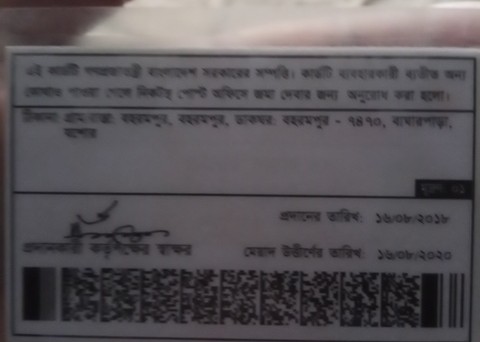 এই কার্ডটি গণপ্রজাতন্ত্রী বাংলাদেশ সরকারের সম্পত্তি। কার্ডটি ব্যবহারকারী ব্যতীত অন্য
কোথাও পাওয়া গেলে নিকটস্থ পোস্ট অফিসে জমা দেবার জন্য অনুরোধ করা হলো।
ঠিকানা: গ্রাম/রাস্তা: বহরমপুর, বহরমপুর, ডাকঘর: বহরমপুর - ৭৪৭০, বাঘারপাড়া,
যশোর
মুদ্রণ: ০১
প্রদানকারী কর্তৃপক্ষের স্বাক্ষর
প্রদানের তারিখ: ১৬/০৮/২০১৮
মেয়াদ উত্তীর্ণের তারিখ: ১৬/০৮/২০২০